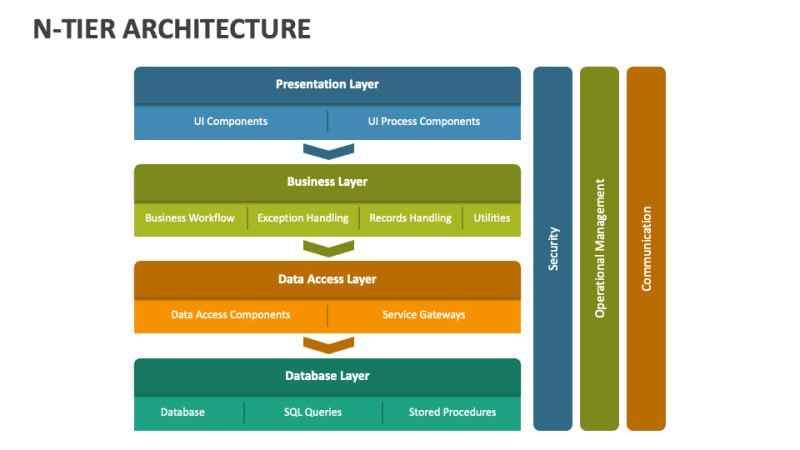 N-TIER ARCHITECTURE
Presentation Layer
UI Components
UI Process Components
Business Layer
Business Workflow
Exception Handling
Records Handling
Utilities
Data Access Layer
Data Access Components
Service Gateways
Database Layer
Database
SQL Queries
Stored Procedures
Security
Operational Management
Communication